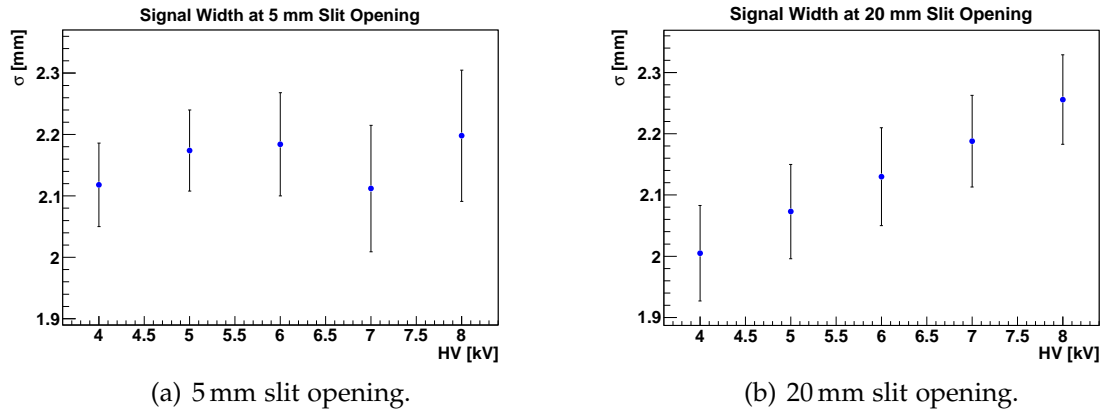 Signal Width at 5 mm Slit Opening
σ [mm]
2.3
2.2
2.1
2
1.9
4 4.5 5 5.5 6 6.5 7 7.5 8
HV [kV]
(a) 5 mm slit opening.
Signal Width at 20 mm Slit Opening
σ [mm]
2.3
2.2
2.1
2
1.9
4 4.5 5 5.5 6 6.5 7 7.5 8
HV [kV]
(b) 20 mm slit opening.